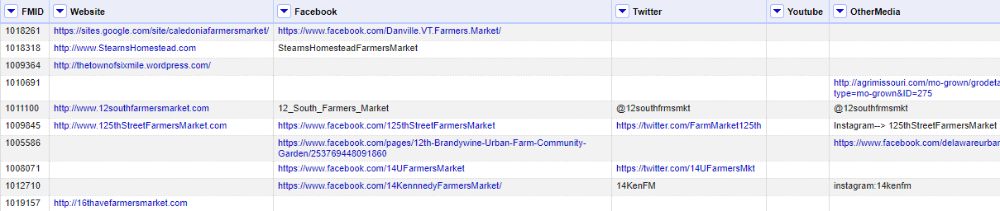 FMID Website Facebook Twitter Youtube OtherMedia
1018261 https://sites.google.com/site/caledoniafarmersmarket/ https://www.facebook.com/Danville.VT.Farmers.Market/
1018318 http://www.StearnsHomestead.com StearnsHomesteadFarmersMarket
1009364 http://thetownofsixmile.wordpress.com/
1010691 http://agrimissouri.com/mo-grown/grodeta
type=mo-grown&ID=275
1011100 http://www.12southfarmersmarket.com 12_South_Farmers_Market @12southfrmsmkt @12southfrmsmkt
1009845 http://www.125thStreetFarmersMarket.com https://www.facebook.com/125thStreetFarmersMarket https://twitter.com/FarmMarket125th Instagram--> 125thStreetFarmersMarket
1005586 https://www.facebook.com/pages/12th-Brandywine-Urban-Farm-Community- https://www.facebook.com/delawareurban
Garden/253769448091860
1008071 https://www.facebook.com/14UFarmersMarket https://twitter.com/14UFarmersMkt
1012710 https://www.facebook.com/14KennnedyFarmersMarket/ 14KenFM instagram:14kenfm
1019157 http://16thavefarmersmarket.com